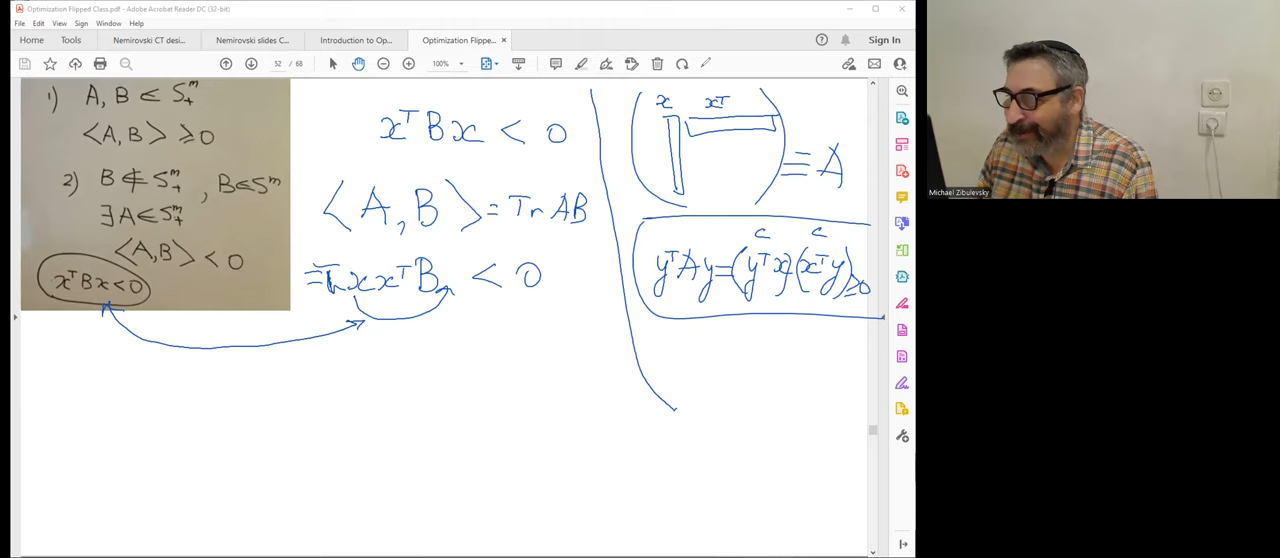 Optimization Flipped Class.pdf - Adobe Acrobat Reader DC (32-bit)
File Edit View Sign Window Help
Home Tools Nemirovski CT desi... Nemirovski slides C... Introduction to Op... Optimization Flippe... × Sign In
52 / 68 100%
1) A, B ∈ S₊ᵐ
⟨A, B⟩ ≥ 0
2) B ∉ S₊ᵐ, B ∈ Sᵐ
∃A ∈ S₊ᵐ
⟨A, B⟩ < 0
xᵀBx < 0
xᵀBx < 0
⟨A, B⟩ = Tr AB
= Tr xxᵀB < 0
x xᵀ
≡ A
c c
yᵀAy = (yᵀx)(xᵀy) ≥ 0
Michael Zibulevsky